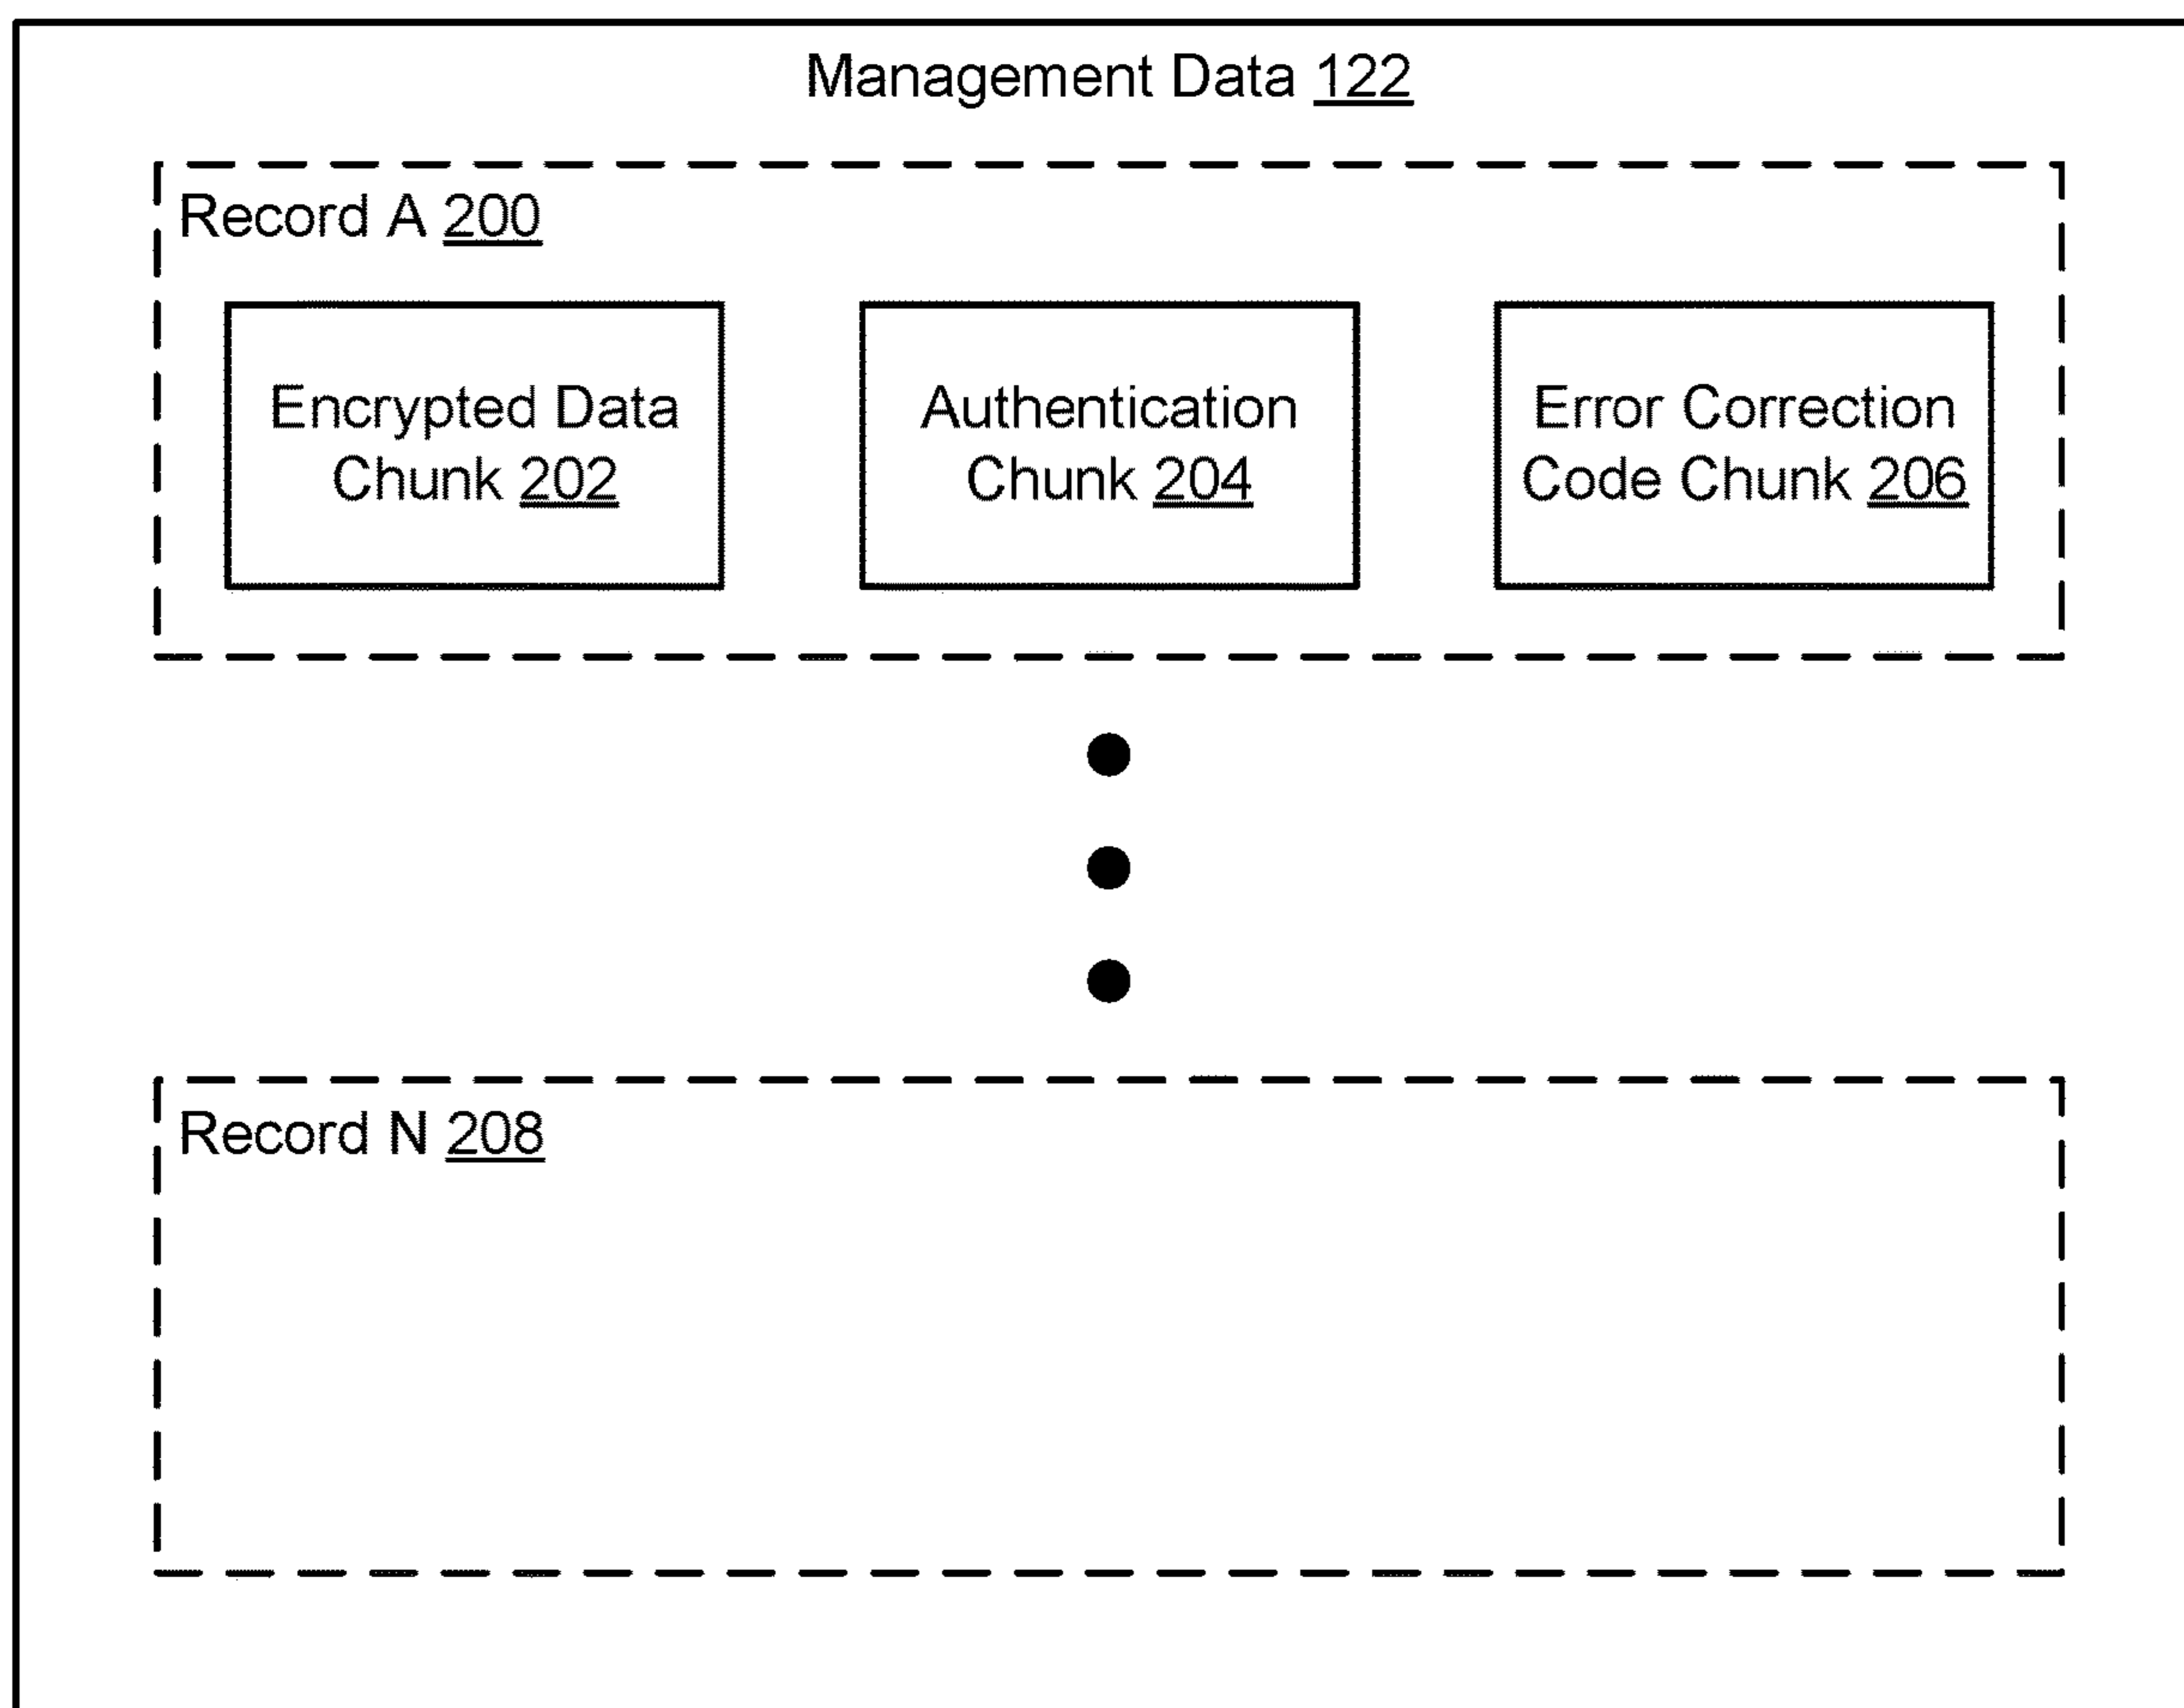 Management Data 122
Record A 200
Encrypted Data
Chunk 202
Authentication
Chunk 204
Error Correction
Code Chunk 206
Record N 208